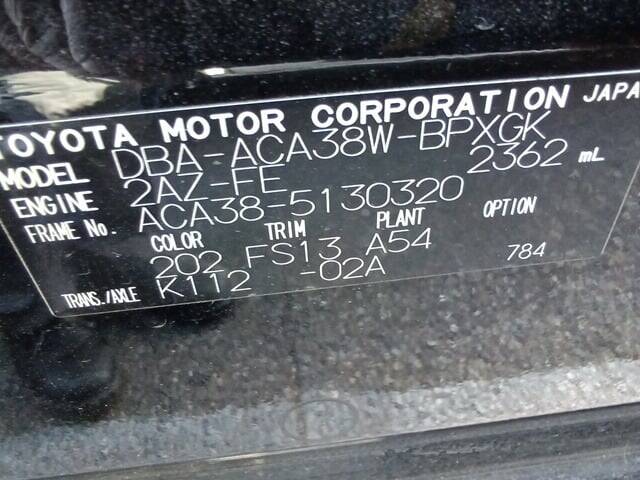 TOYOTA MOTOR CORPORATION JAPAN
MODEL DBA-ACA38W-BPXGK
ENGINE 2AZ-FE 2362 mL
FRAME No. ACA38-5130320
COLOR TRIM PLANT OPTION
202 FS13 A54 784
TRANS./AXLE K112 -02A